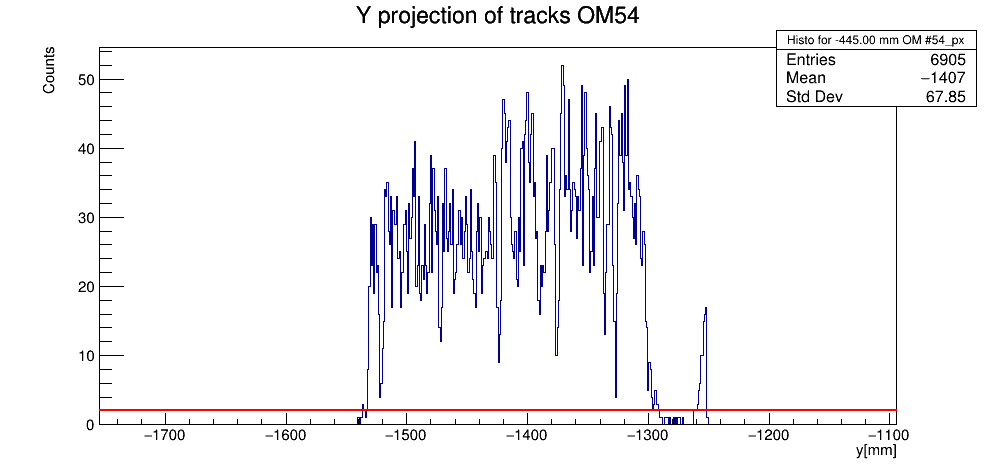 Y projection of tracks OM54
Histo for -445.00 mm OM #54_px
Entries 6905
Mean −1407
Std Dev 67.85
Counts
50
40
30
20
10
0
−1700 −1600 −1500 −1400 −1300 −1200 −1100
y[mm]